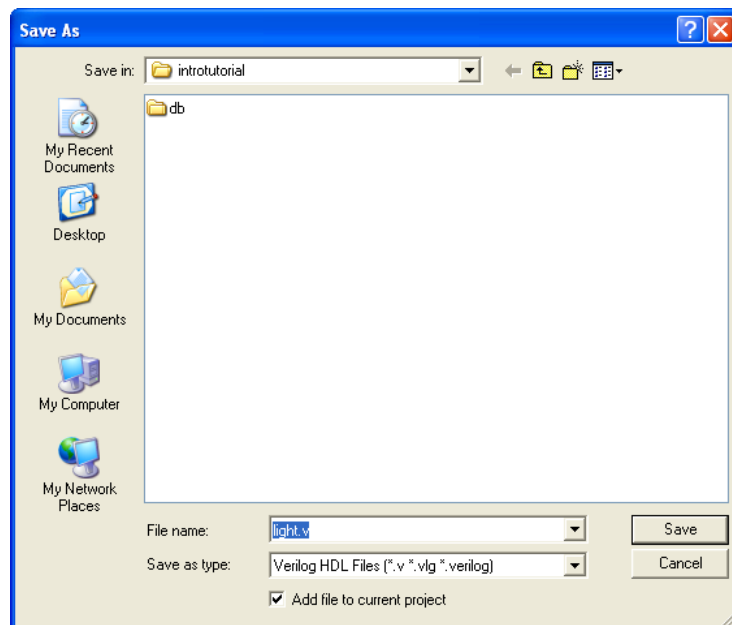 Save As
Save in: introtutorial
db
My Recent
Documents
Desktop
My Documents
My Computer
My Network
Places
File name: light.v Save
Save as type: Verilog HDL Files (*.v *.vlg *.verilog) Cancel
Add file to current project